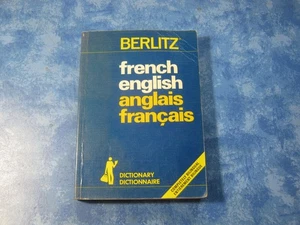 BERLITZ®
french
english
anglais
français
DICTIONARY
DICTIONNAIRE